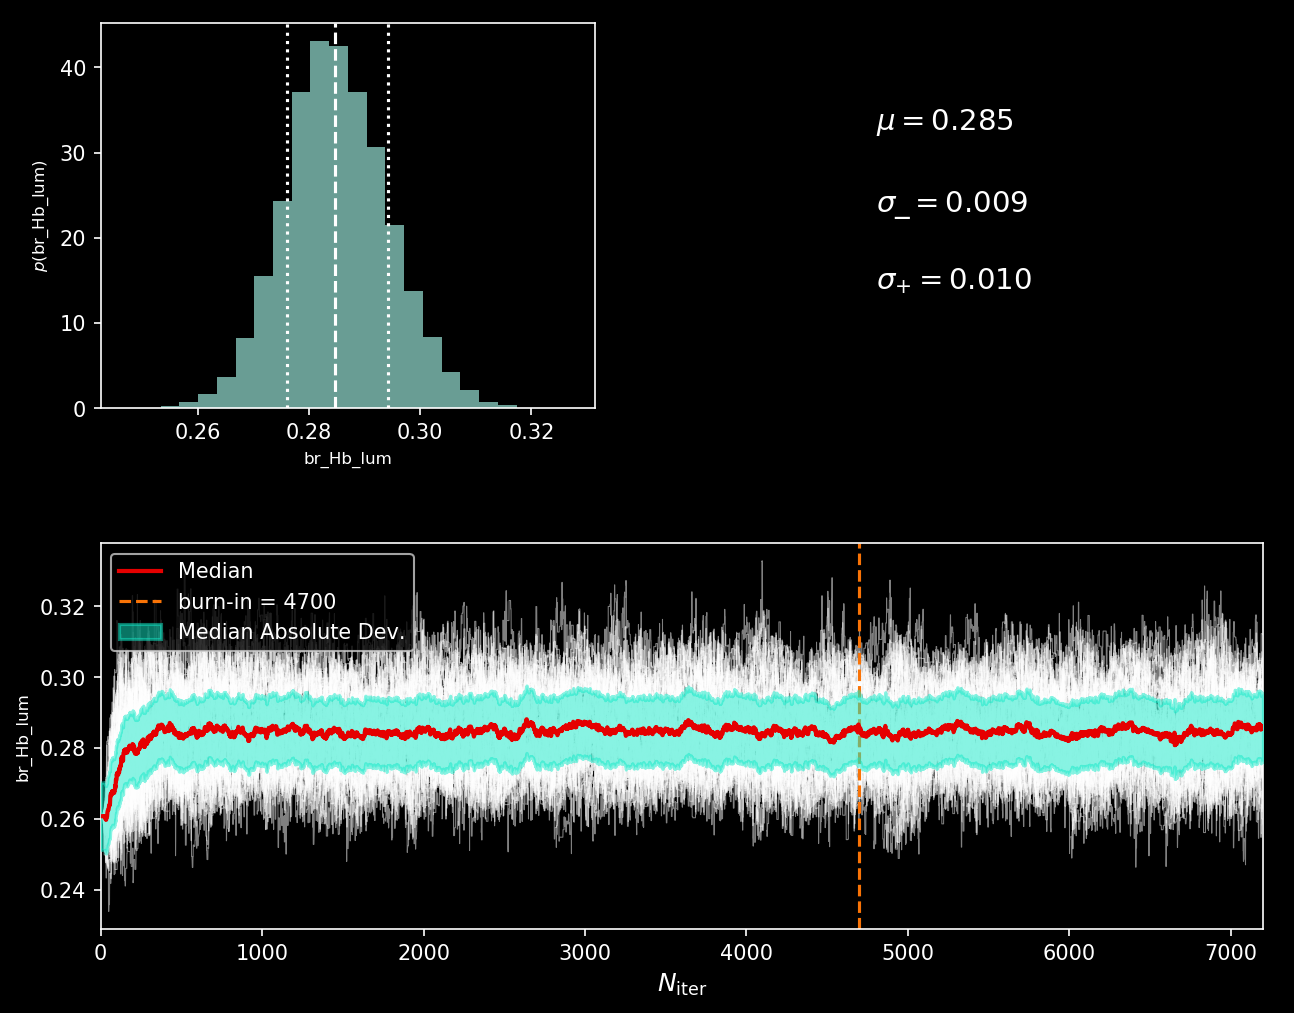 40
30
20
10
0
p(br_Hb_lum)
0.26 0.28 0.30 0.32
br_Hb_lum
μ = 0.285
σ₋ = 0.009
σ₊ = 0.010
Median
burn-in = 4700
Median Absolute Dev.
0.32
0.30
0.28
0.26
0.24
br_Hb_lum
0 1000 2000 3000 4000 5000 6000 7000
N_iter